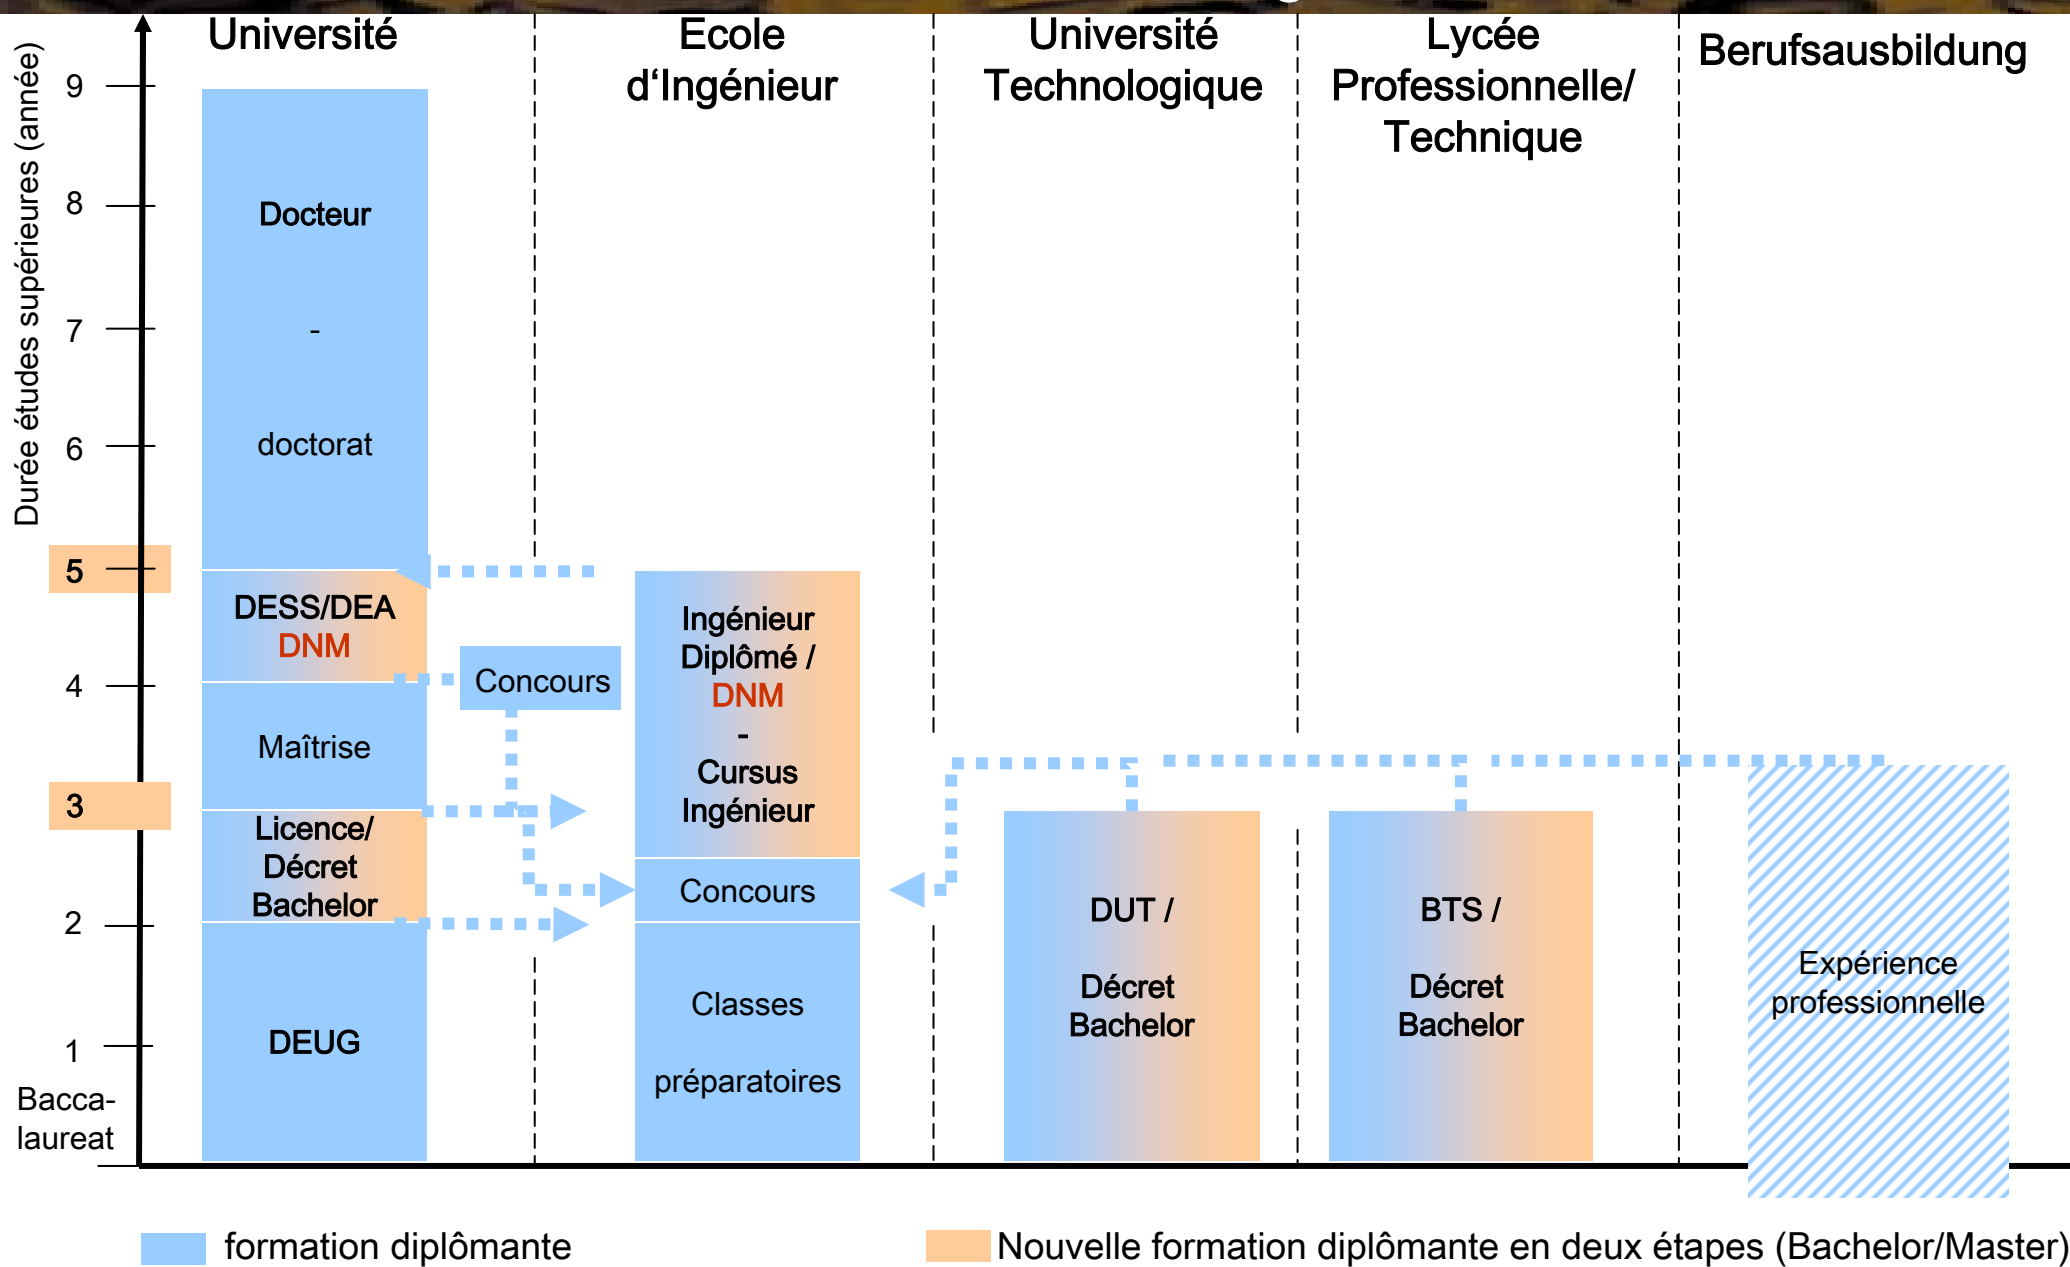 Université
Ecole
d‘Ingénieur
Université
Technologique
Lycée
Professionnelle/
Technique
Berufsausbildung
Durée études supérieures (année)
9
8
7
6
5
4
3
2
1
Bacca-
laureat
Docteur
-
doctorat
DESS/DEA
DNM
Maîtrise
Licence/
Décret
Bachelor
DEUG
Concours
Ingénieur
Diplômé /
DNM
-
Cursus
Ingénieur
Concours
Classes
préparatoires
DUT /
Décret
Bachelor
BTS /
Décret
Bachelor
Expérience
professionnelle
formation diplômante
Nouvelle formation diplômante en deux étapes (Bachelor/Master)